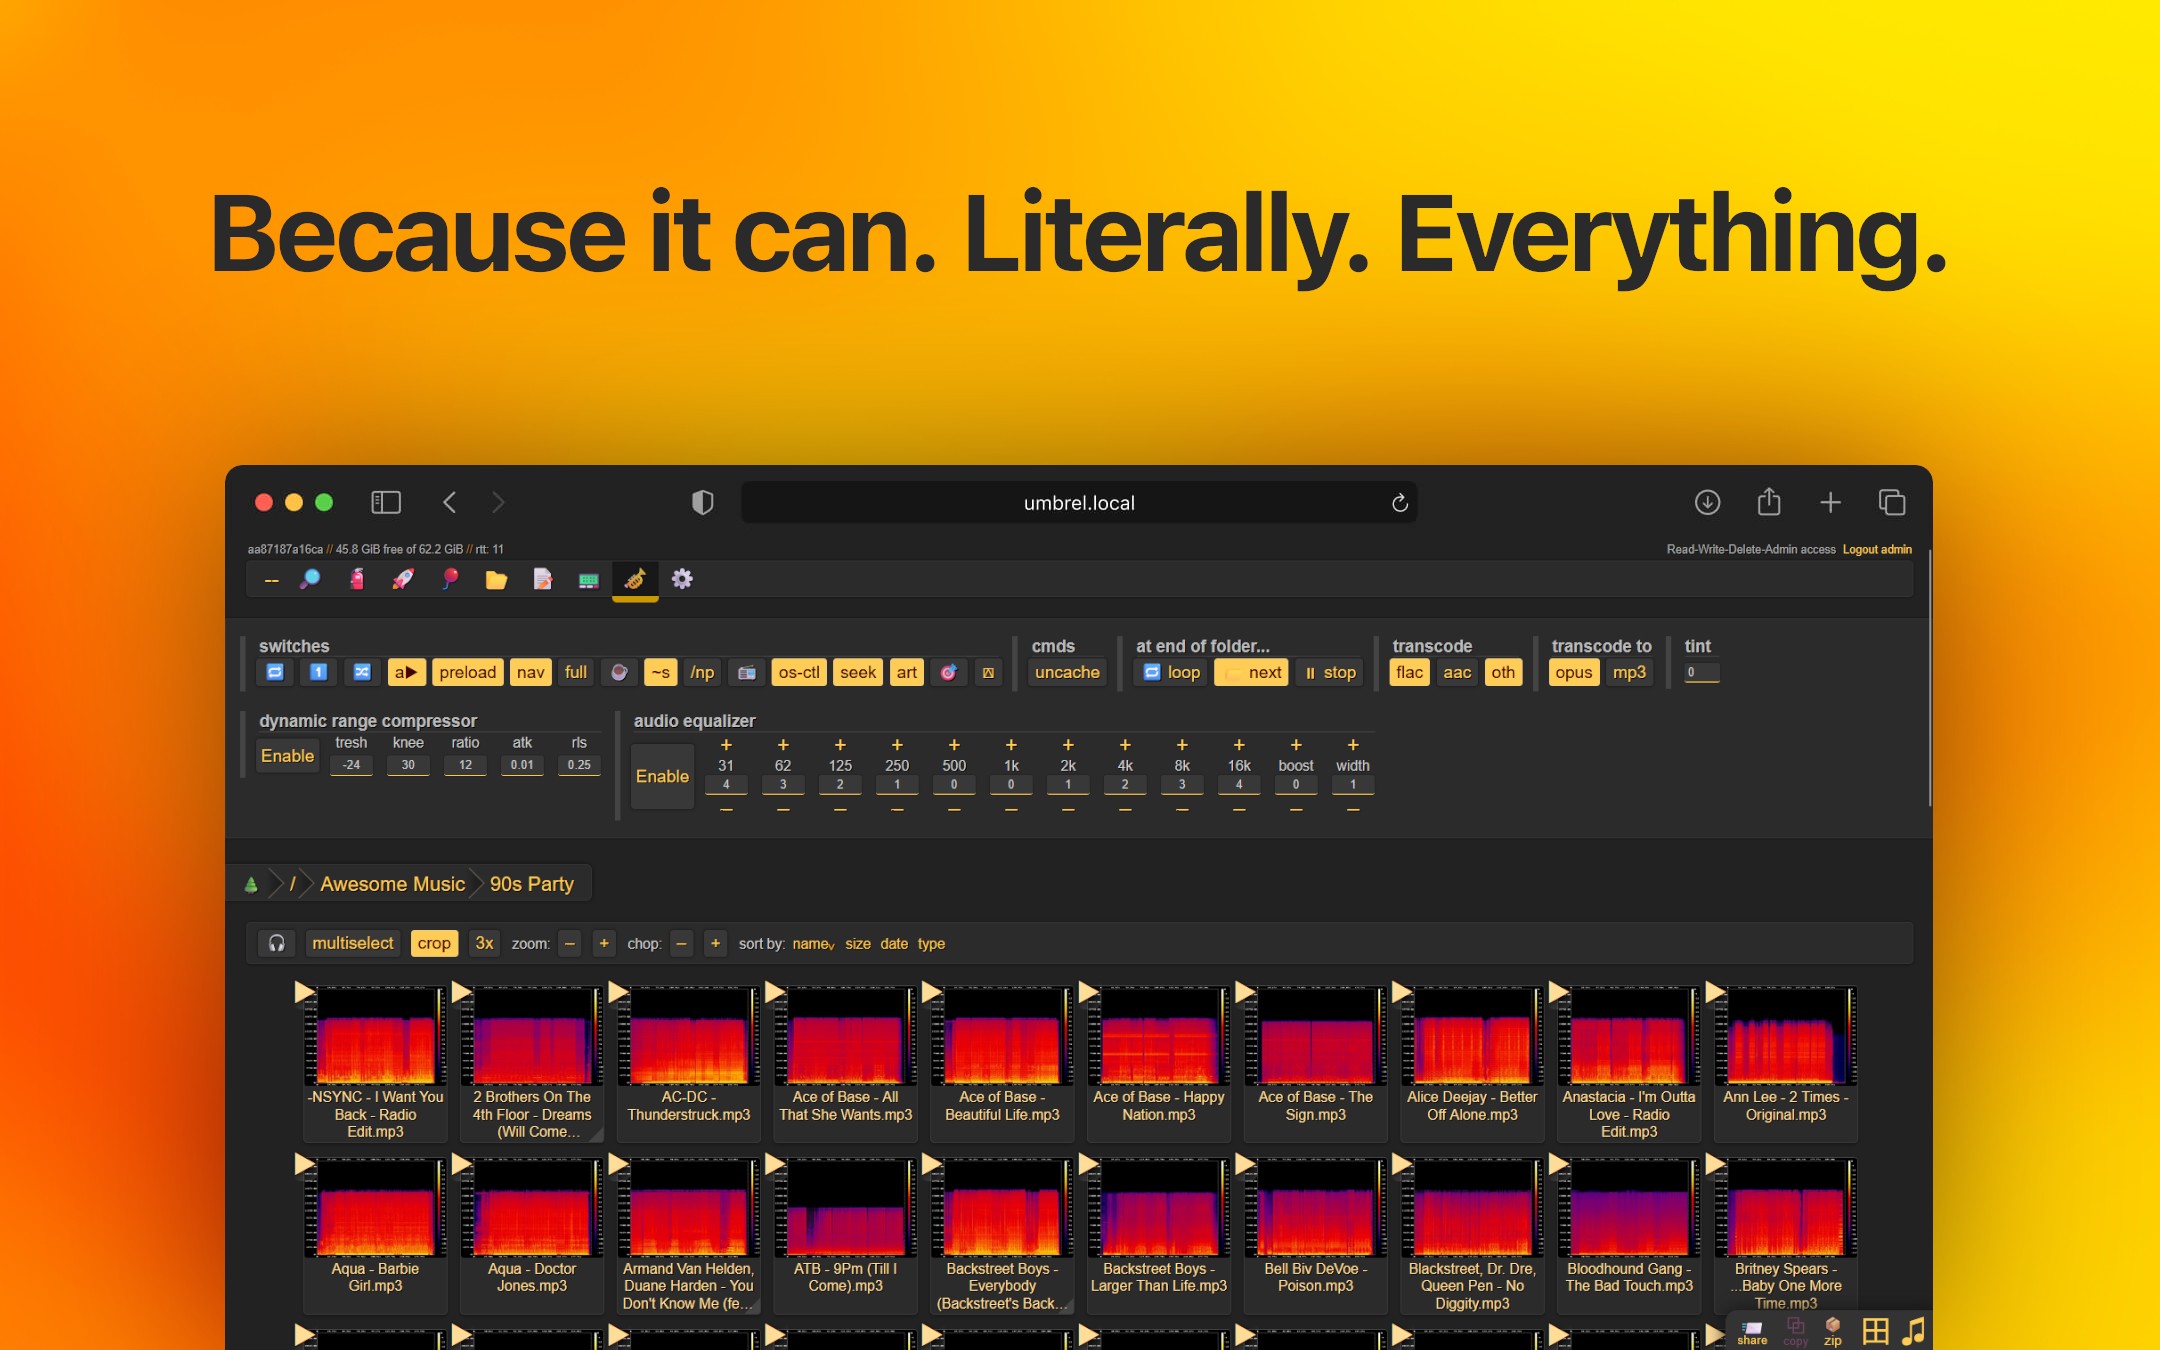 Because it can. Literally. Everything.
umbrel.local
aa87187a16ca // 45.8 GiB free of 62.2 GiB // rtt: 11
Read-Write-Delete-Admin access Logout admin
--
switches
a▶ preload nav full ~s /np os-ctl seek art
cmds
uncache
at end of folder...
loop next stop
transcode
flac aac oth
transcode to
opus mp3
tint
0
dynamic range compressor
Enable
tresh knee ratio atk rls
-24 30 12 0.01 0.25
audio equalizer
Enable
+ + + + + + + + + + + +
31 62 125 250 500 1k 2k 4k 8k 16k boost width
4 3 2 1 0 0 1 2 3 4 0 1
– – – – – – – – – – – –
/ Awesome Music 90s Party
multiselect crop 3x zoom: – + chop: – + sort by: name˅ size date type
-NSYNC - I Want You
Back - Radio
Edit.mp3
2 Brothers On The
4th Floor - Dreams
(Will Come...
AC-DC -
Thunderstruck.mp3
Ace of Base - All
That She Wants.mp3
Ace of Base -
Beautiful Life.mp3
Ace of Base - Happy
Nation.mp3
Ace of Base - The
Sign.mp3
Alice Deejay - Better
Off Alone.mp3
Anastacia - I'm Outta
Love - Radio
Edit.mp3
Ann Lee - 2 Times -
Original.mp3
Aqua - Barbie
Girl.mp3
Aqua - Doctor
Jones.mp3
Armand Van Helden,
Duane Harden - You
Don't Know Me (fe...
ATB - 9Pm (Till I
Come).mp3
Backstreet Boys -
Everybody
(Backstreet's Back...
Backstreet Boys -
Larger Than Life.mp3
Bell Biv DeVoe -
Poison.mp3
Blackstreet, Dr. Dre,
Queen Pen - No
Diggity.mp3
Bloodhound Gang -
The Bad Touch.mp3
Britney Spears -
...Baby One More
Time.mp3
share copy zip